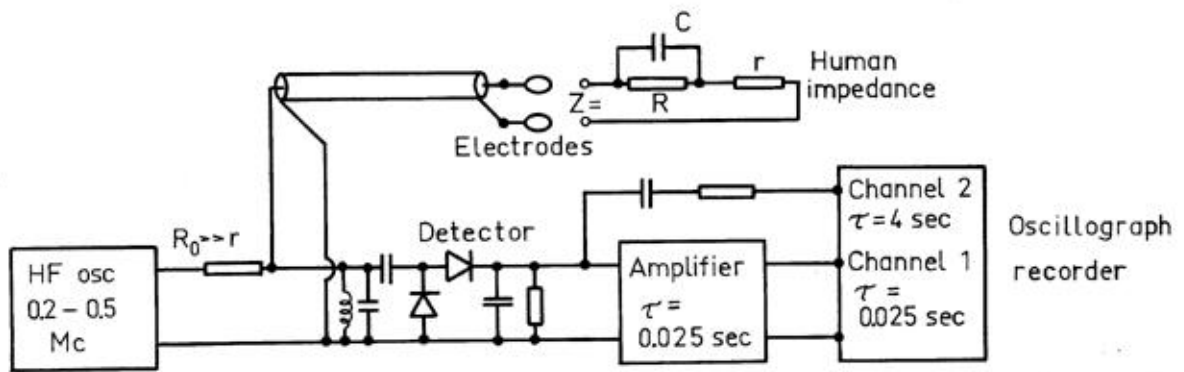 C
r
Human
impedance
Z=
R
Electrodes
R₀>>r
Detector
HF osc
0.2 – 0.5
Mc
Amplifier
τ =
0.025 sec
Channel 2
τ = 4 sec
Channel 1
τ =
0.025 sec
Oscillograph
recorder